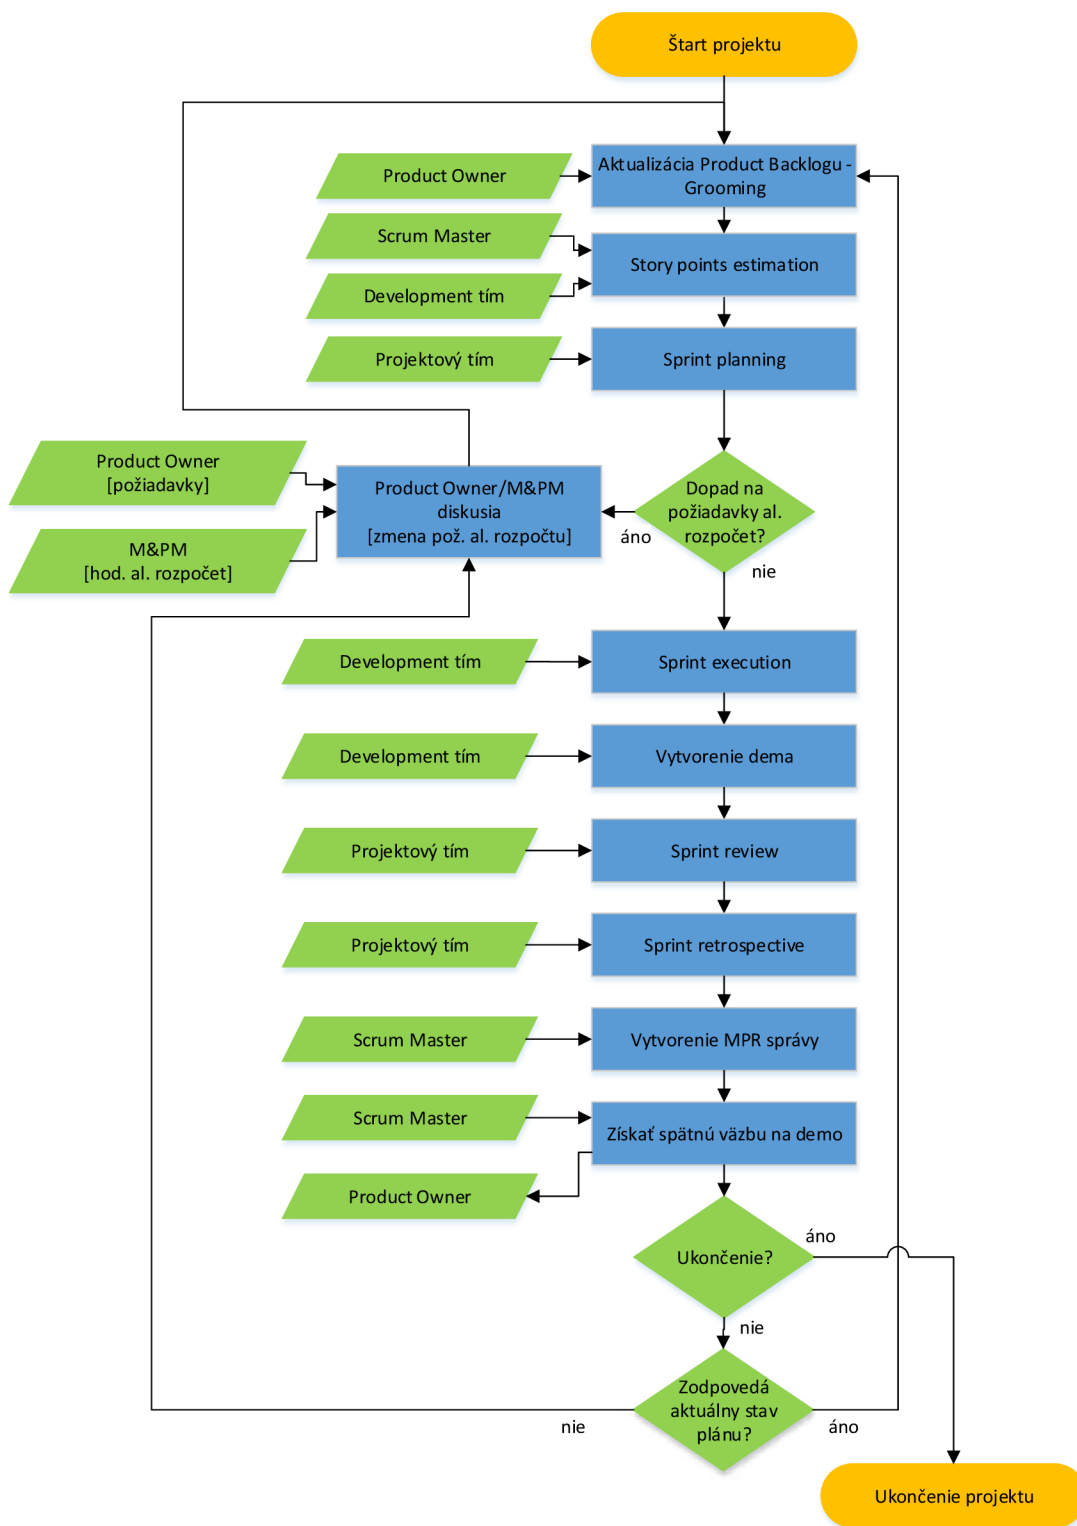 Štart projektu
Product Owner
Aktualizácia Product Backlogu -
Grooming
Scrum Master
Story points estimation
Development tím
Projektový tím
Sprint planning
Product Owner
[požiadavky]
Product Owner/M&PM
diskusia
[zmena pož. al. rozpočtu]
Dopad na
požiadavky al.
rozpočet?
áno
M&PM
[hod. al. rozpočet]
nie
Development tím
Sprint execution
Development tím
Vytvorenie dema
Projektový tím
Sprint review
Projektový tím
Sprint retrospective
Scrum Master
Vytvorenie MPR správy
Scrum Master
Získať spätnú väzbu na demo
Product Owner
áno
Ukončenie?
nie
Zodpovedá
aktuálny stav
plánu?
nie
áno
Ukončenie projektu